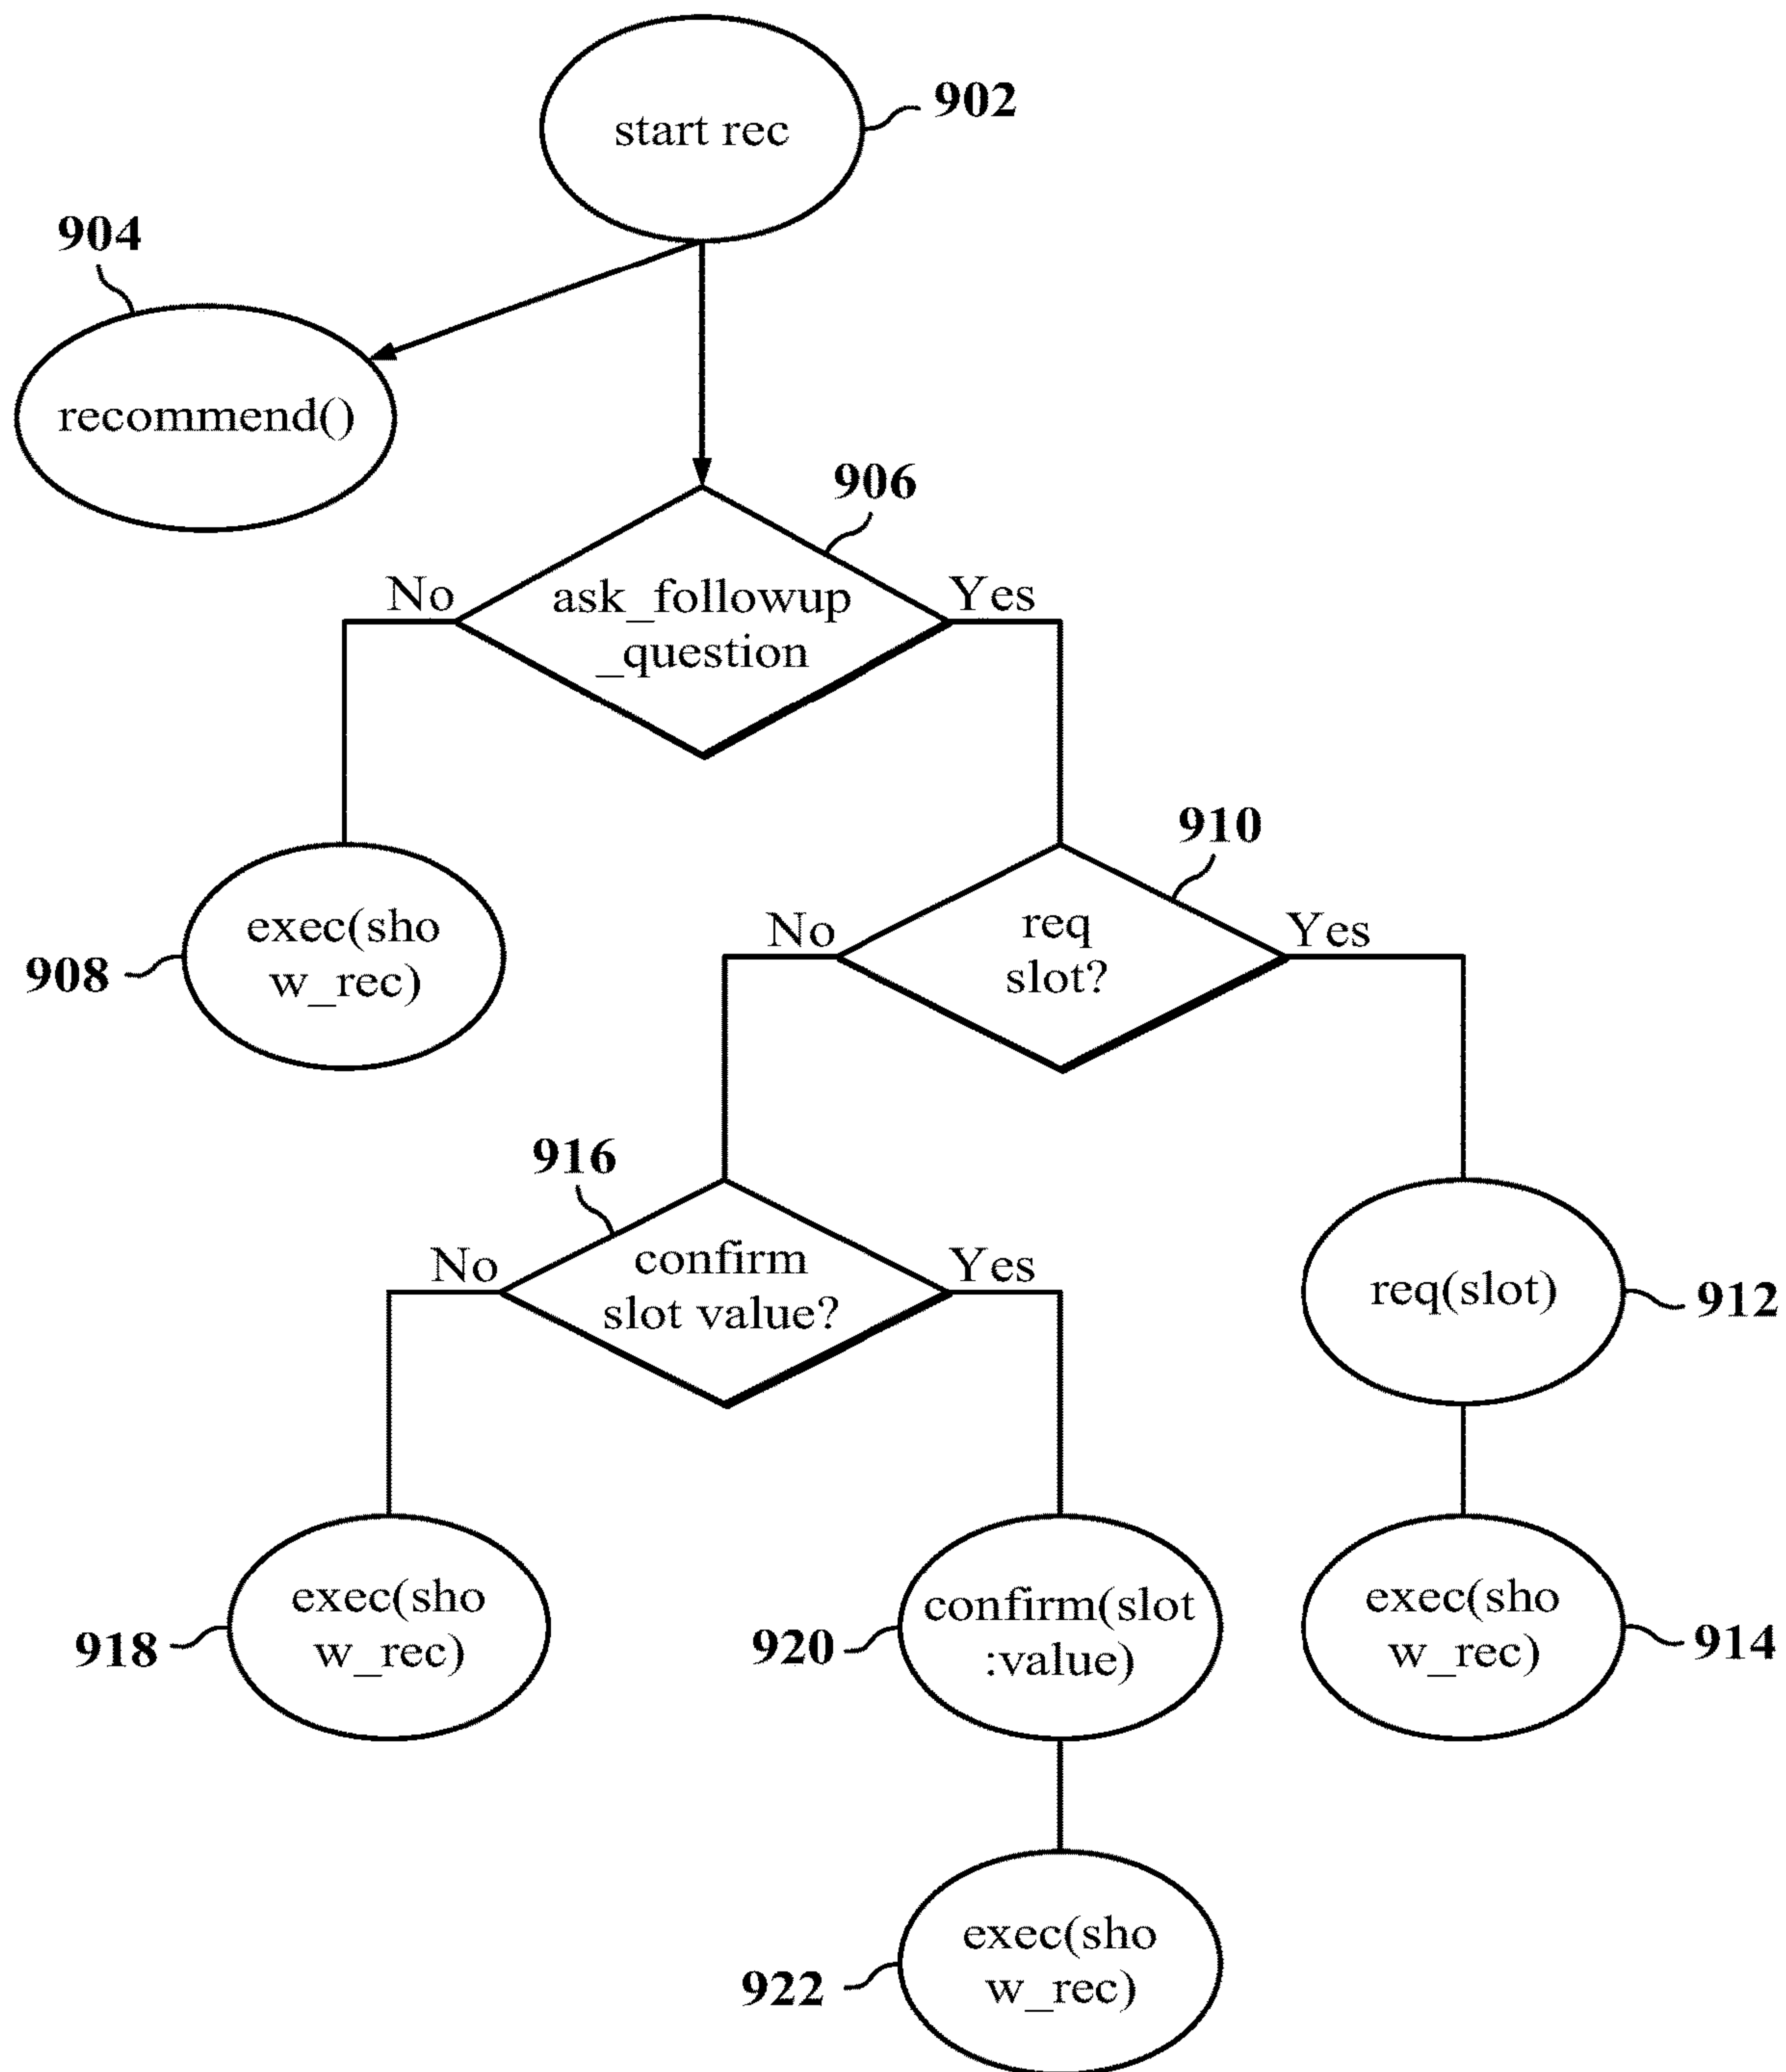 902
start rec
904
recommend()
906
No
Yes
ask_followup
_question
910
908
exec(sho
w_rec)
No
Yes
req
slot?
916
No
Yes
confirm
slot value?
req(slot)
912
918
exec(sho
w_rec)
920
confirm(slot
:value)
exec(sho
w_rec)
914
922
exec(sho
w_rec)